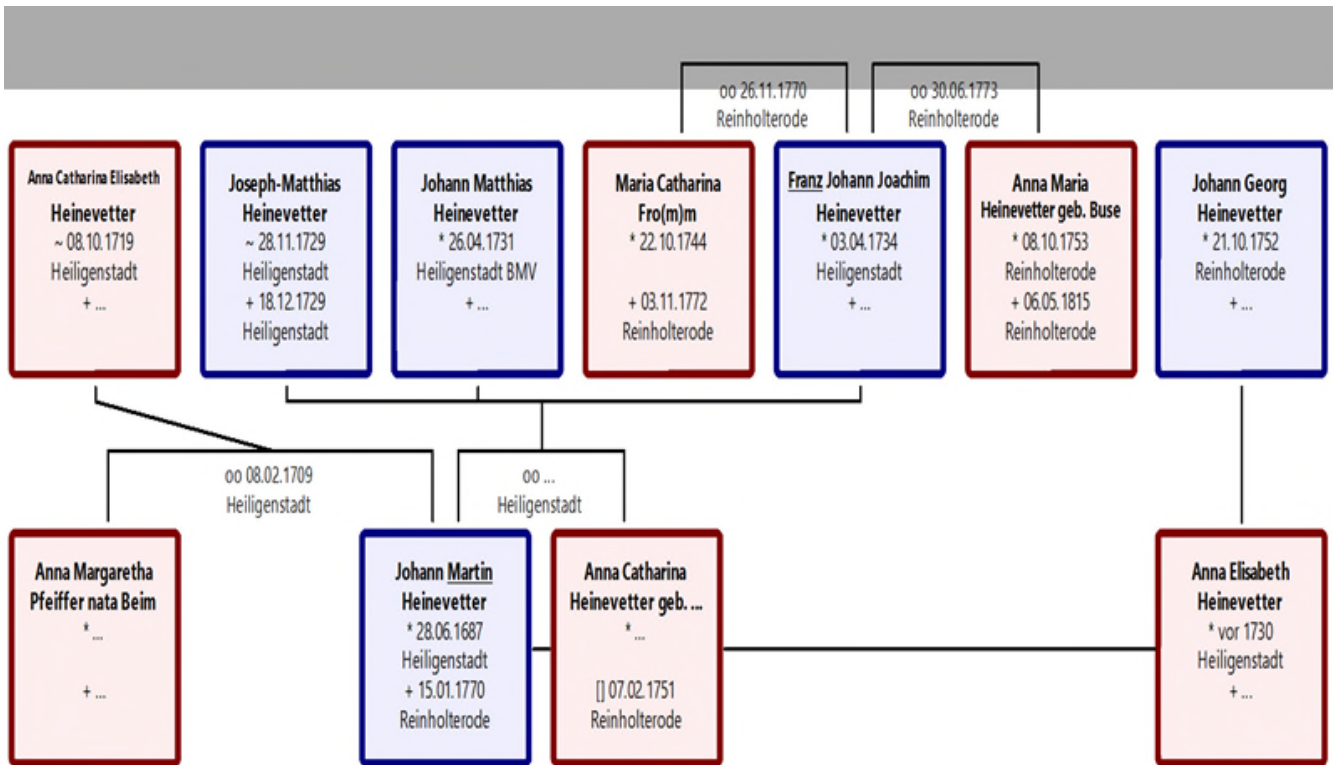 oo 26.11.1770
Reinholterode
oo 30.06.1773
Reinholterode
Anna Catharina Elisabeth
Heinevetter
~ 08.10.1719
Heiligenstadt
+ ...
Joseph-Matthias
Heinevetter
~ 28.11.1729
Heiligenstadt
+ 18.12.1729
Heiligenstadt
Johann Matthias
Heinevetter
* 26.04.1731
Heiligenstadt BMV
+ ...
Maria Catharina
Fro(m)m
* 22.10.1744
+ 03.11.1772
Reinholterode
Franz Johann Joachim
Heinevetter
* 03.04.1734
Heiligenstadt
+ ...
Anna Maria
Heinevetter geb. Buse
* 08.10.1753
Reinholterode
+ 06.05.1815
Reinholterode
Johann Georg
Heinevetter
* 21.10.1752
Reinholterode
+ ...
oo 08.02.1709
Heiligenstadt
oo ...
Heiligenstadt
Anna Margaretha
Pfeiffer nata Beim
* ...
+ ...
Johann Martin
Heinevetter
* 28.06.1687
Heiligenstadt
+ 15.01.1770
Reinholterode
Anna Catharina
Heinevetter geb. ...
* ...
[] 07.02.1751
Reinholterode
Anna Elisabeth
Heinevetter
* vor 1730
Heiligenstadt
+ ...